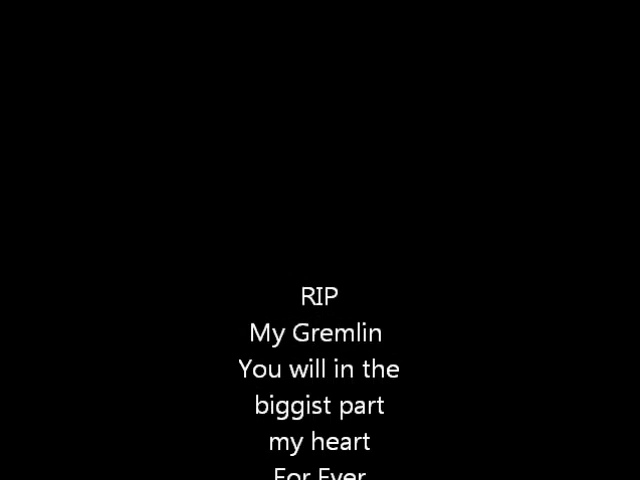 RIP
My Gremlin
You will in the
biggist part
my heart
For Ever